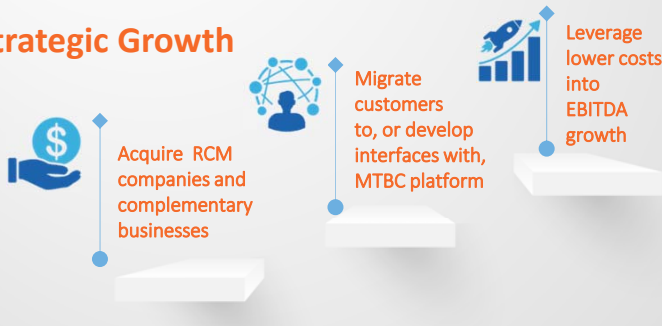 trategic Growth
Acquire RCM
companies and
complementary
businesses
Migrate
customers
to, or develop
interfaces with,
MTBC platform
Leverage
lower costs
into
EBITDA
growth